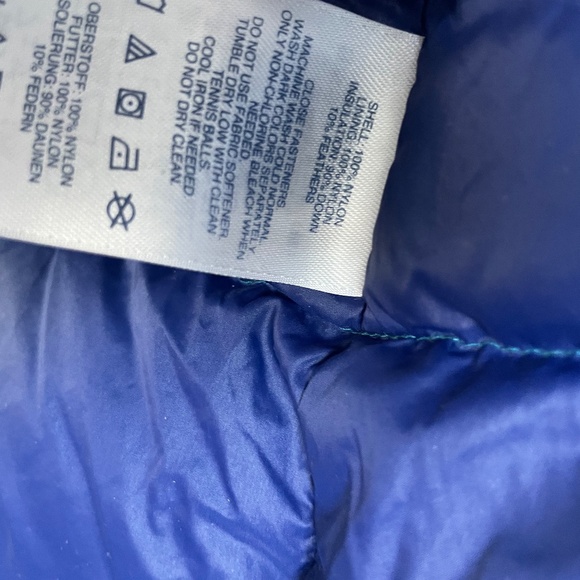 SHELL: 100% NYLON
LINING: 100% NYLON
INSULATION: 90% DOWN
10% FEATHERS
CLOSE FASTENERS
MACHINE WASH COLD NORMAL
WASH DARK COLORS SEPARATELY
ONLY NON-CHLORINE BLEACH WHEN
NEEDED
DO NOT USE FABRIC SOFTENER.
TUMBLE DRY LOW WITH CLEAN
TENNIS BALLS
COOL IRON IF NEEDED
DO NOT DRY CLEAN.
OBERSTOFF: 100% NYLON
FUTTER: 100% NYLON
ISOLIERUNG: 90% DAUNEN
10% FEDERN